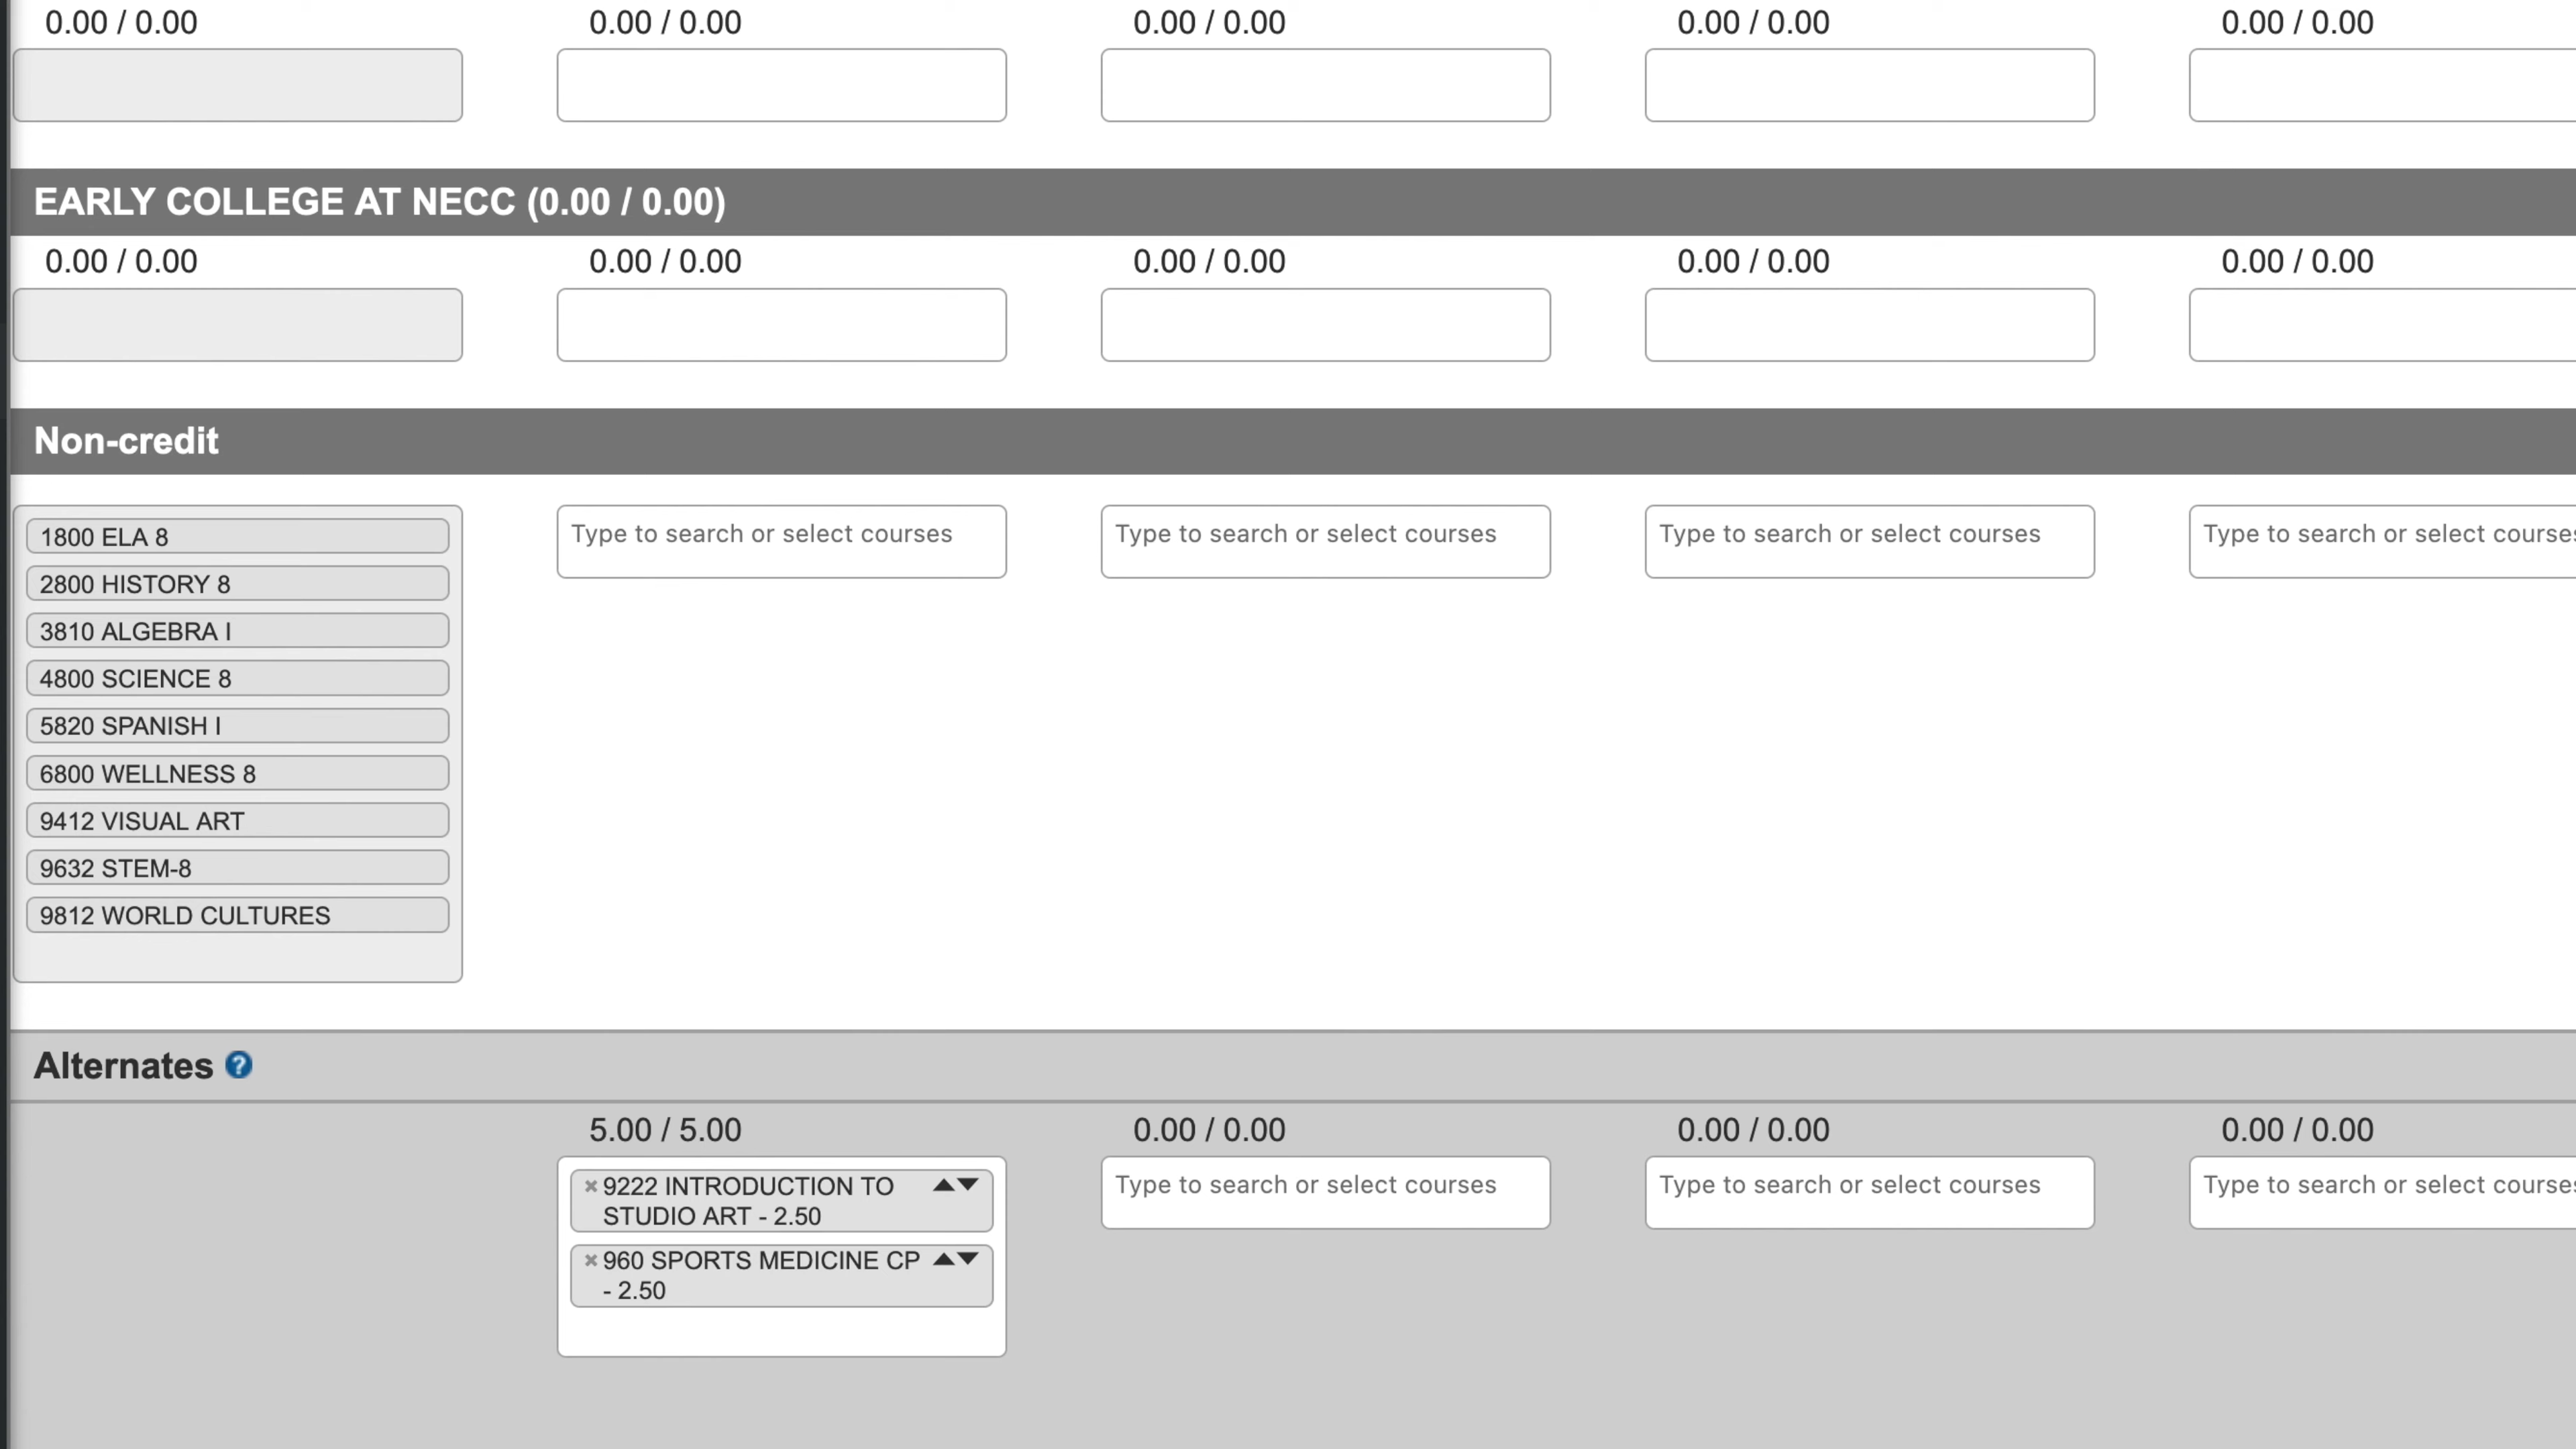 0.00 / 0.00
0.00 / 0.00
0.00 / 0.00
0.00 / 0.00
0.00 / 0.00
EARLY COLLEGE AT NECC (0.00 / 0.00)
0.00 / 0.00
0.00 / 0.00
0.00 / 0.00
0.00 / 0.00
0.00 / 0.00
Non-credit
1800 ELA 8
2800 HISTORY 8
3810 ALGEBRA I
4800 SCIENCE 8
5820 SPANISH I
6800 WELLNESS 8
9412 VISUAL ART
9632 STEM-8
9812 WORLD CULTURES
Type to search or select courses
Type to search or select courses
Type to search or select courses
Type to search or select courses
Alternates ?
5.00 / 5.00
0.00 / 0.00
0.00 / 0.00
0.00 / 0.00
× 9222 INTRODUCTION TO
STUDIO ART - 2.50
× 960 SPORTS MEDICINE CP
- 2.50
Type to search or select courses
Type to search or select courses
Type to search or select courses